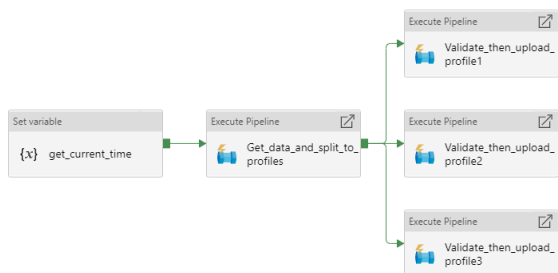 Set variable
{x} get_current_time
Execute Pipeline
Get_data_and_split_to_
profiles
Execute Pipeline
Validate_then_upload_
profile1
Execute Pipeline
Validate_then_upload_
profile2
Execute Pipeline
Validate_then_upload_
profile3